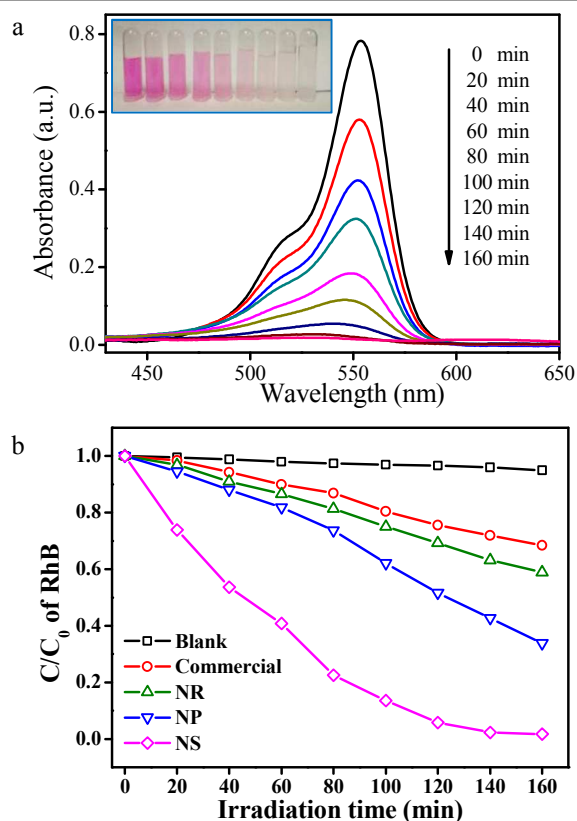 a
0.8
0.6
0.4
0.2
0.0
Absorbance (a.u.)
0 min
20 min
40 min
60 min
80 min
100 min
120 min
140 min
160 min
450 500 550 600 650
Wavelength (nm)
b
1.0
0.8
0.6
0.4
0.2
0.0
C/C₀ of RhB
Blank
Commercial
NR
NP
NS
0 20 40 60 80 100 120 140 160
Irradiation time (min)